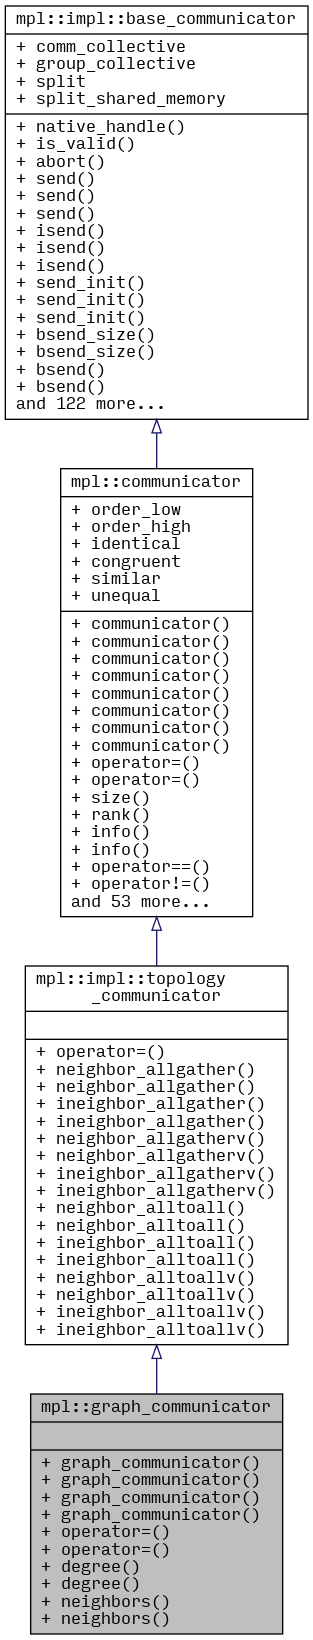 mpl::impl::base_communicator
+ comm_collective
+ group_collective
+ split
+ split_shared_memory
+ native_handle()
+ is_valid()
+ abort()
+ send()
+ send()
+ send()
+ isend()
+ isend()
+ isend()
+ send_init()
+ send_init()
+ send_init()
+ bsend_size()
+ bsend_size()
+ bsend()
+ bsend()
and 122 more...
mpl::communicator
+ order_low
+ order_high
+ identical
+ congruent
+ similar
+ unequal
+ communicator()
+ communicator()
+ communicator()
+ communicator()
+ communicator()
+ communicator()
+ communicator()
+ communicator()
+ operator=()
+ operator=()
+ size()
+ rank()
+ info()
+ info()
+ operator==()
+ operator!=()
and 53 more...
mpl::impl::topology
_communicator
+ operator=()
+ neighbor_allgather()
+ neighbor_allgather()
+ ineighbor_allgather()
+ ineighbor_allgather()
+ neighbor_allgatherv()
+ neighbor_allgatherv()
+ ineighbor_allgatherv()
+ ineighbor_allgatherv()
+ neighbor_alltoall()
+ neighbor_alltoall()
+ ineighbor_alltoall()
+ ineighbor_alltoall()
+ neighbor_alltoallv()
+ neighbor_alltoallv()
+ ineighbor_alltoallv()
+ ineighbor_alltoallv()
mpl::graph_communicator
+ graph_communicator()
+ graph_communicator()
+ graph_communicator()
+ graph_communicator()
+ operator=()
+ operator=()
+ degree()
+ degree()
+ neighbors()
+ neighbors()